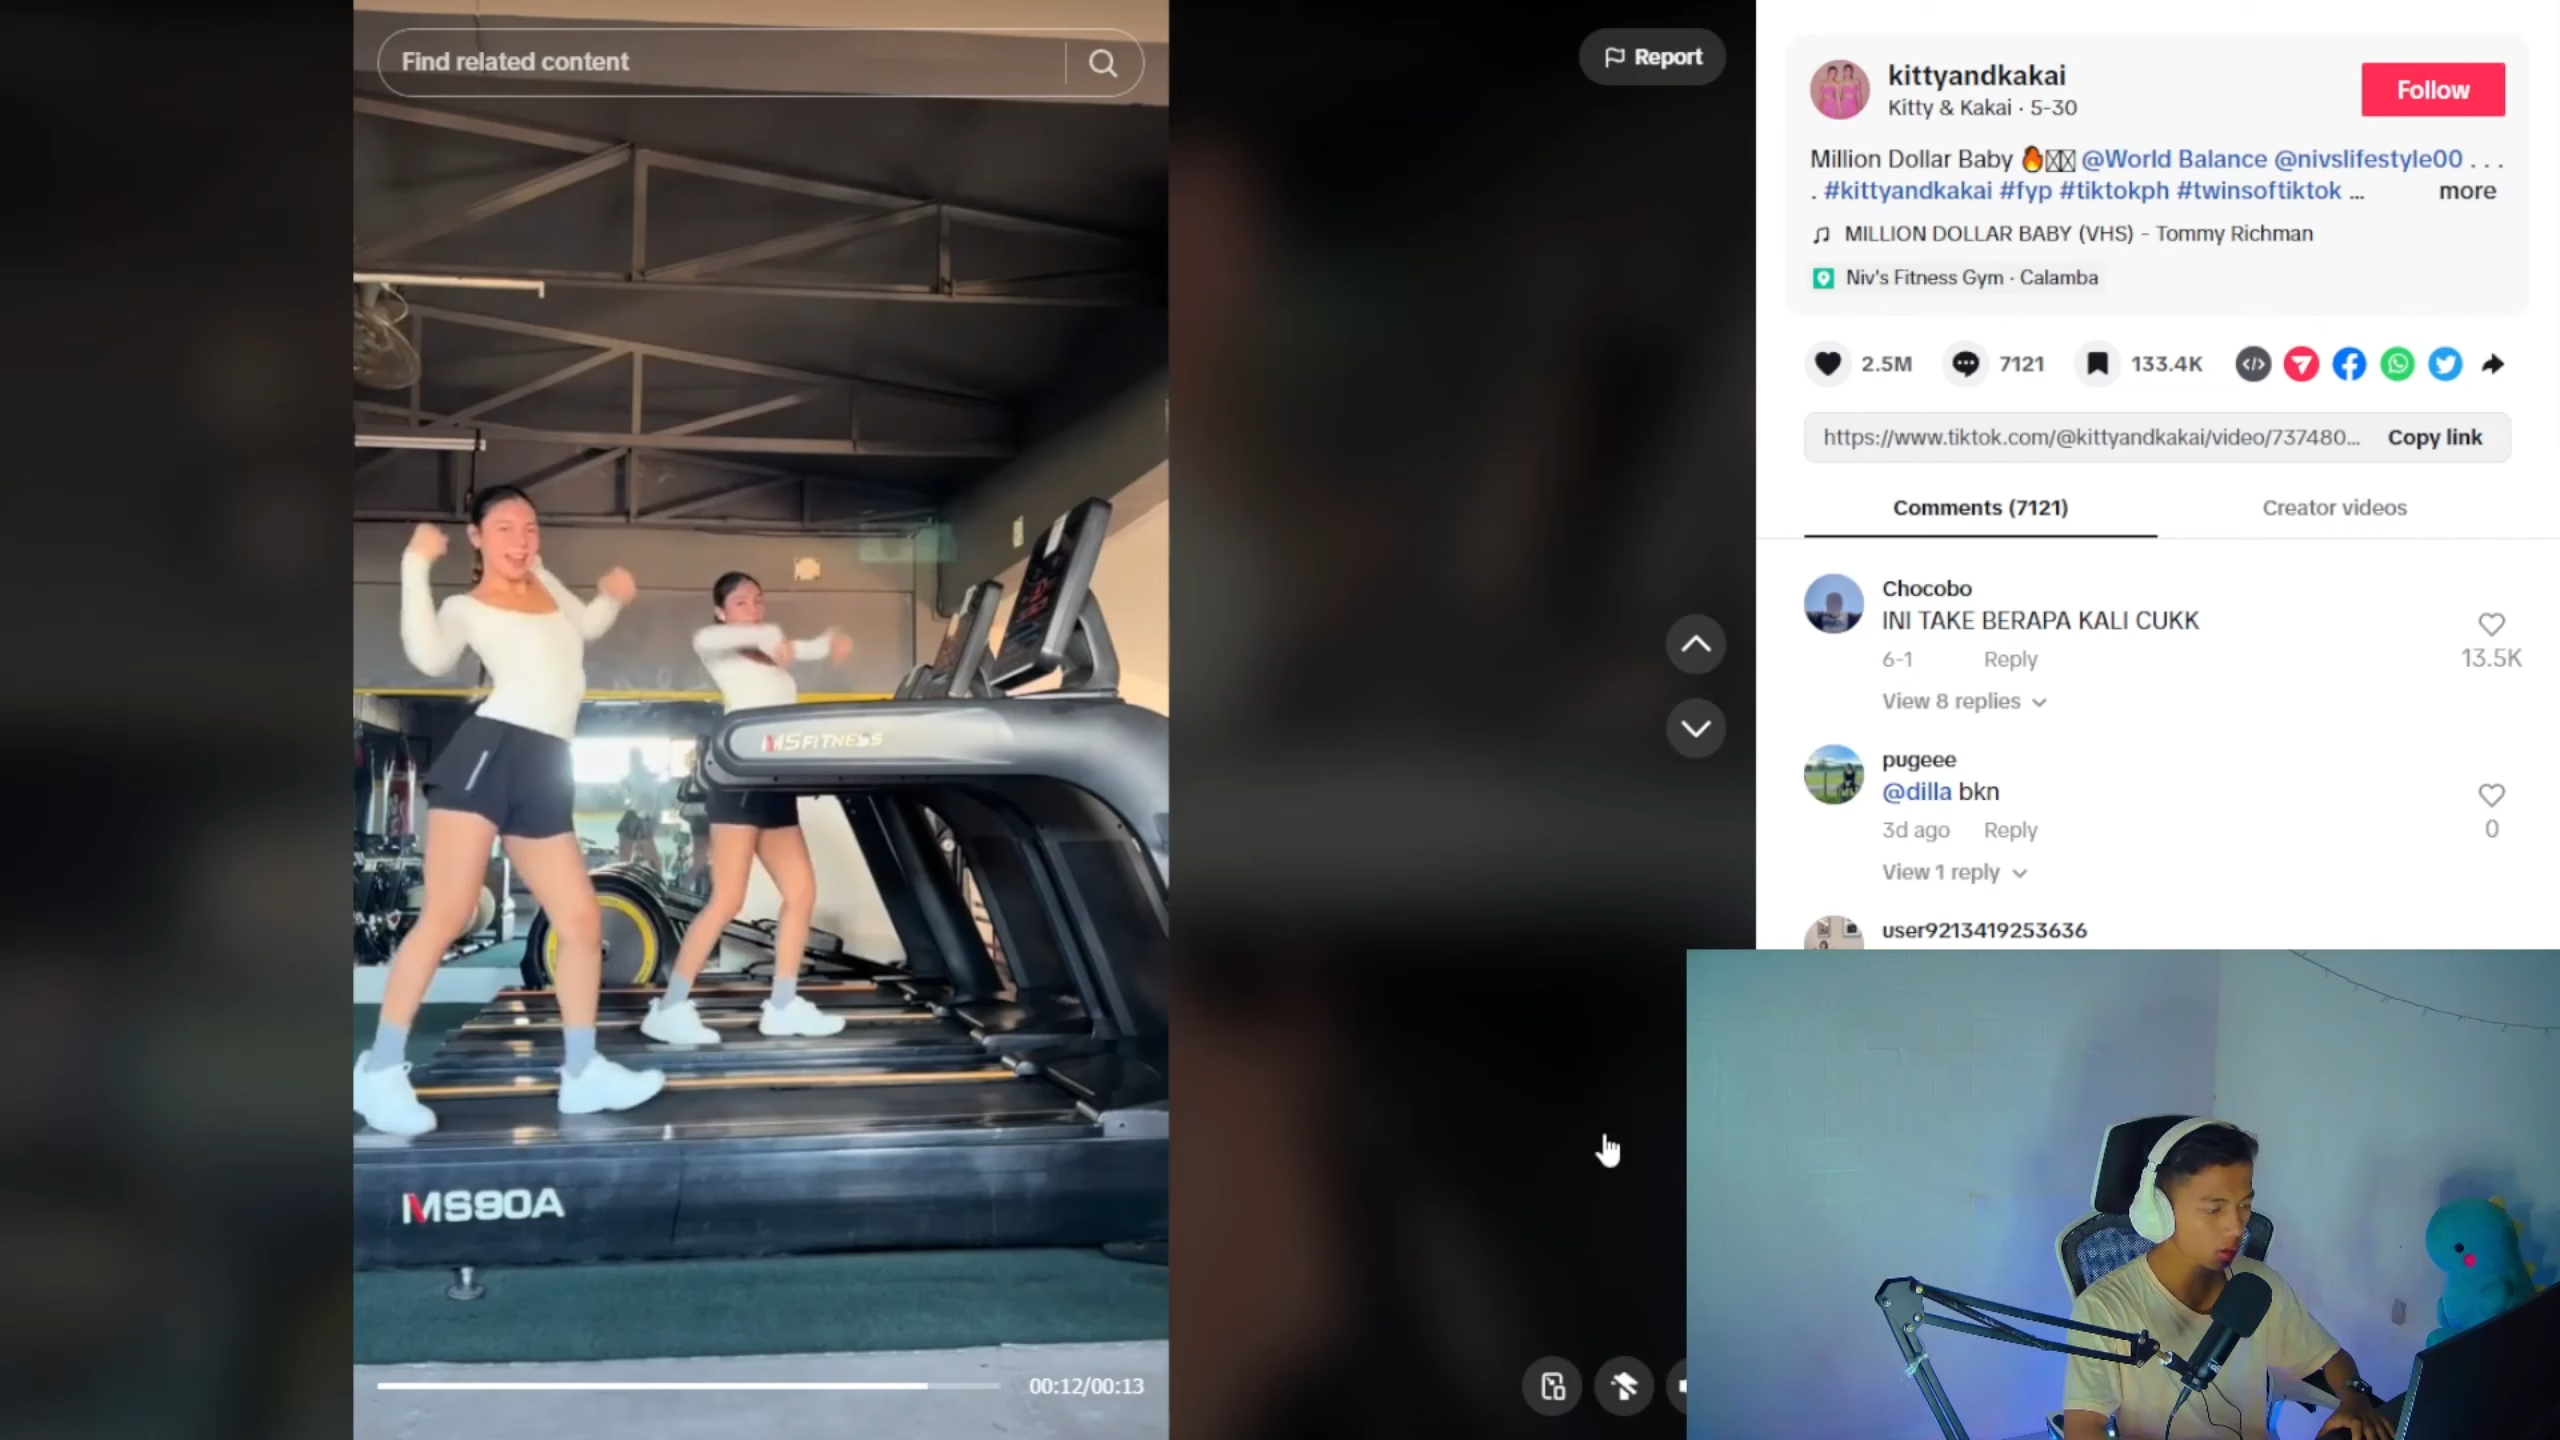 Find related content
Report
MSFITNESS
MS90A
00:12/00:13
kittyandkakai
Kitty & Kakai · 5-30
Follow
Million Dollar Baby 🔥 @World Balance @nivslifestyle00 . . .
. #kittyandkakai #fyp #tiktokph #twinsoftiktok ...
more
MILLION DOLLAR BABY (VHS) - Tommy Richman
Niv's Fitness Gym · Calamba
2.5M
7121
133.4K
https://www.tiktok.com/@kittyandkakai/video/737480...
Copy link
Comments (7121)
Creator videos
Chocobo
INI TAKE BERAPA KALI CUKK
13.5K
6-1
Reply
View 8 replies
pugeee
@dilla bkn
0
3d ago
Reply
View 1 reply
user9213419253636